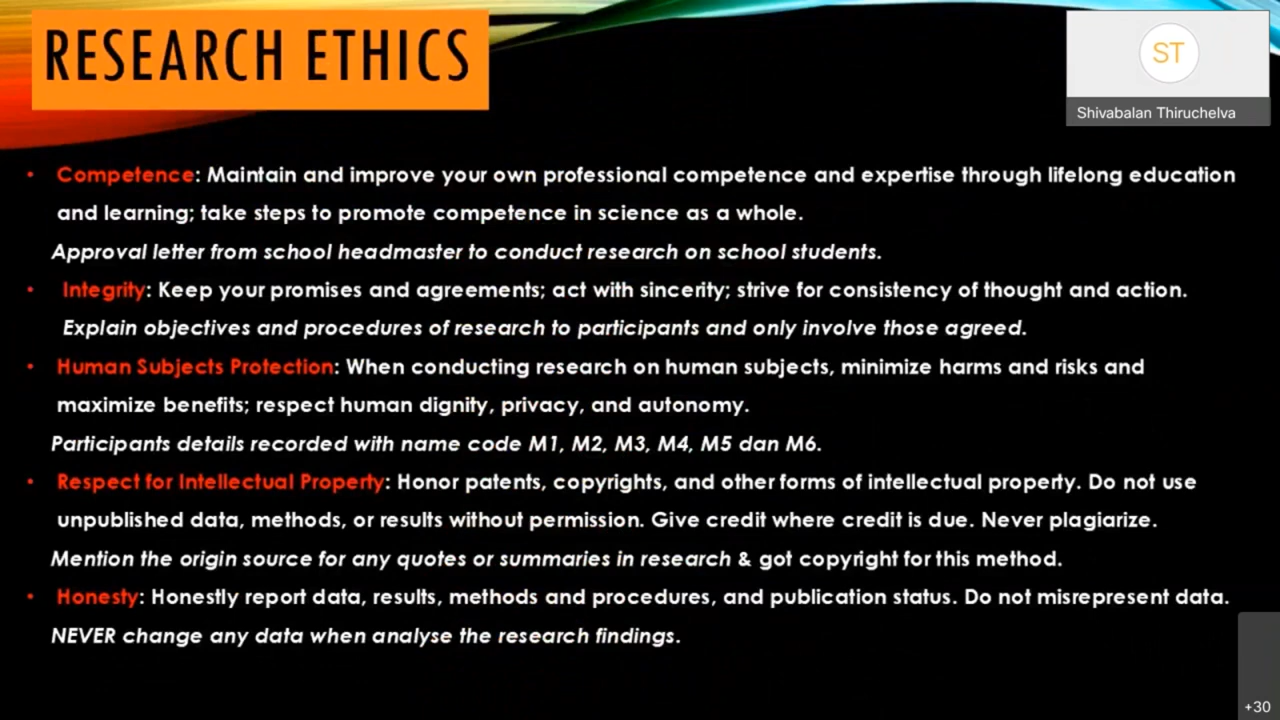 RESEARCH ETHICS
ST
Shivabalan Thiruchelva
• Competence: Maintain and improve your own professional competence and expertise through lifelong education
and learning; take steps to promote competence in science as a whole.
Approval letter from school headmaster to conduct research on school students.
• Integrity: Keep your promises and agreements; act with sincerity; strive for consistency of thought and action.
Explain objectives and procedures of research to participants and only involve those agreed.
• Human Subjects Protection: When conducting research on human subjects, minimize harms and risks and
maximize benefits; respect human dignity, privacy, and autonomy.
Participants details recorded with name code M1, M2, M3, M4, M5 dan M6.
• Respect for Intellectual Property: Honor patents, copyrights, and other forms of intellectual property. Do not use
unpublished data, methods, or results without permission. Give credit where credit is due. Never plagiarize.
Mention the origin source for any quotes or summaries in research & got copyright for this method.
• Honesty: Honestly report data, results, methods and procedures, and publication status. Do not misrepresent data.
NEVER change any data when analyse the research findings.
+30